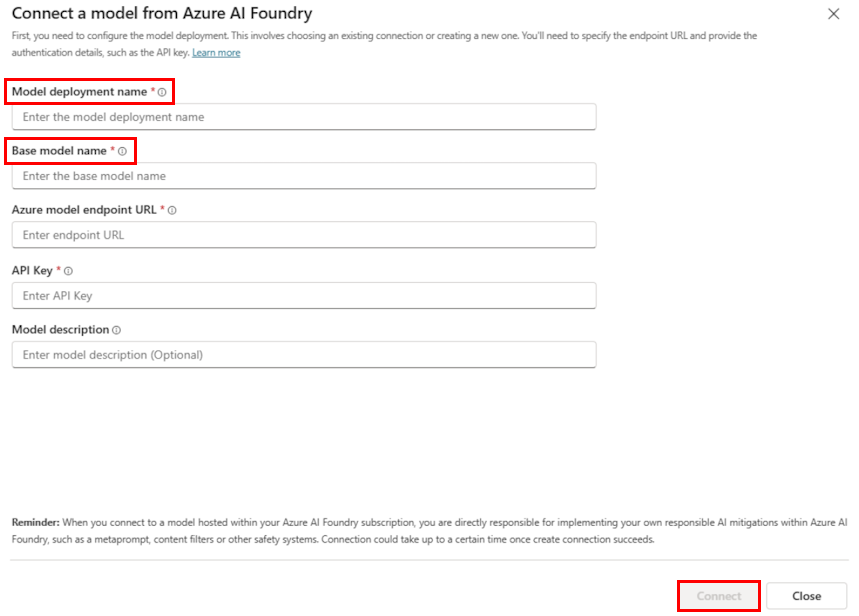 Connect a model from Azure AI Foundry
First, you need to configure the model deployment. This involves choosing an existing connection or creating a new one. You'll need to specify the endpoint URL and provide the
authentication details, such as the API key. Learn more
Model deployment name *
Enter the model deployment name
Base model name *
Enter the base model name
Azure model endpoint URL *
Enter endpoint URL
API Key *
Enter API Key
Model description
Enter model description (Optional)
Reminder: When you connect to a model hosted within your Azure AI Foundry subscription, you are directly responsible for implementing your own responsible AI mitigations within Azure AI
Foundry, such as a metaprompt, content filters or other safety systems. Connection could take up to a certain time once create connection succeeds.
Connect Close